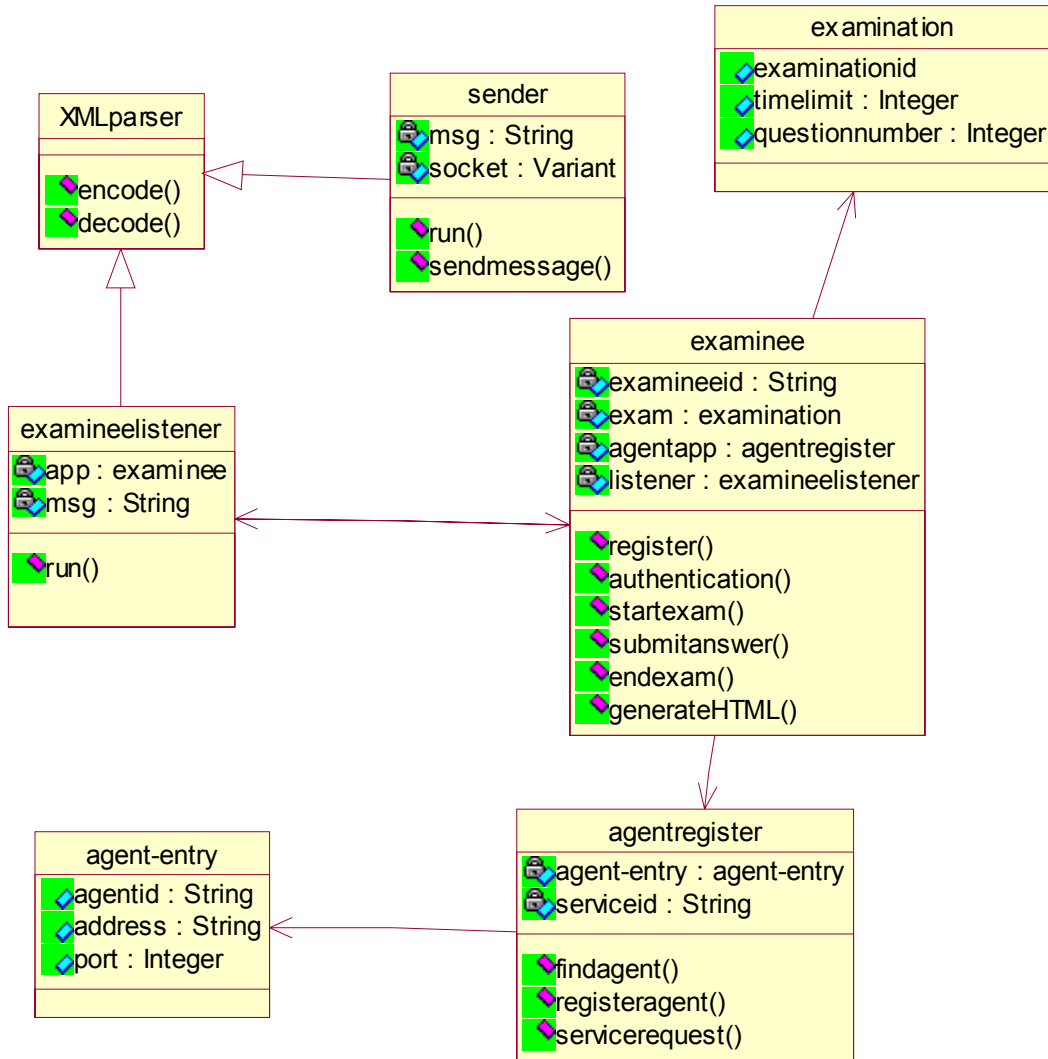 examination
examinationid
timelimit : Integer
questionnumber : Integer
sender
msg : String
socket : Variant
run()
sendmessage()
XMLparser
encode()
decode()
examinee
examineeid : String
exam : examination
agentapp : agentregister
listener : examineelistener
register()
authentication()
startexam()
submitanswer()
endexam()
generateHTML()
examineelistener
app : examinee
msg : String
run()
agentregister
agent-entry : agent-entry
serviceid : String
findagent()
registeragent()
servicerequest()
agent-entry
agentid : String
address : String
port : Integer